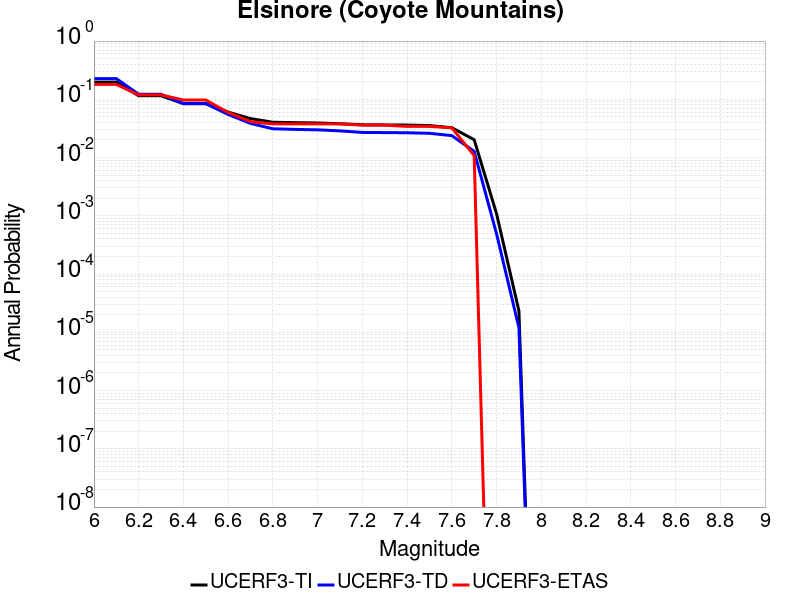 Elsinore (Coyote Mountains)
10^0
10^-1
10^-2
10^-3
10^-4
10^-5
10^-6
10^-7
10^-8
Annual Probability
6 6.2 6.4 6.6 6.8 7 7.2 7.4 7.6 7.8 8 8.2 8.4 8.6 8.8 9
Magnitude
UCERF3-TI UCERF3-TD UCERF3-ETAS